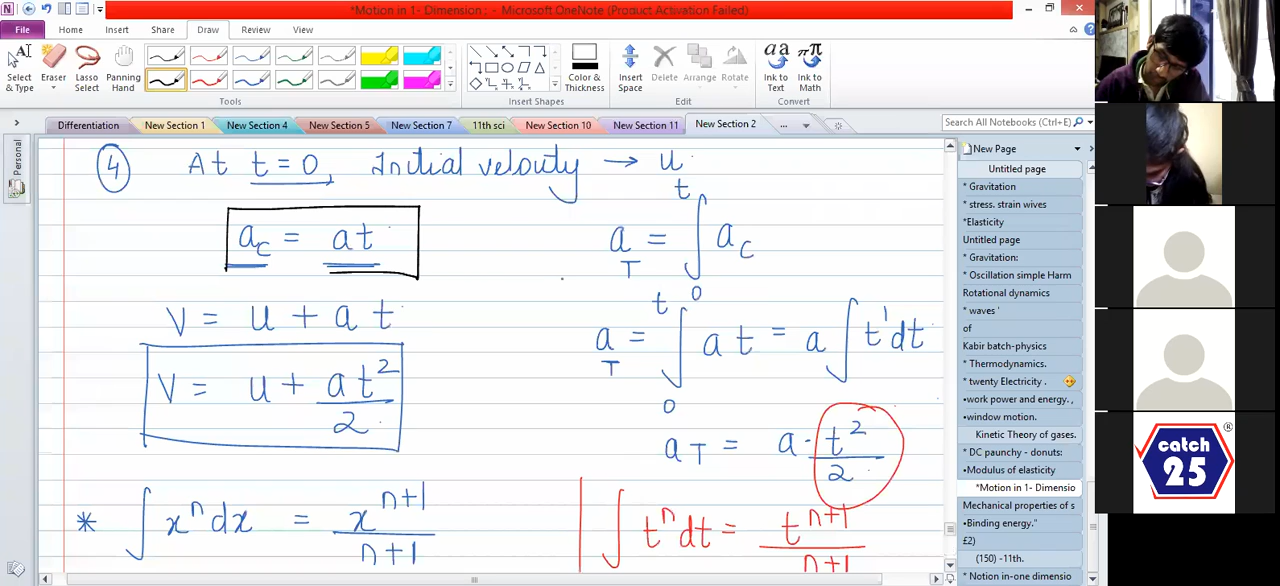 *Motion in 1- Dimension : - Microsoft OneNote (Product Activation Failed)
File Home Insert Share Draw Review View
Select & Type
Eraser
Lasso Select
Panning Hand
Color & Thickness
Insert Space
Delete
Arrange
Rotate
Ink to Text
Ink to Math
Tools
Insert Shapes
Edit
Convert
Differentiation New Section 1 New Section 4 New Section 5 New Section 7 11th sci New Section 10 New Section 11 New Section 2 ...
Search All Notebooks (Ctrl+E)
Personal
④ At t = 0, Initial velouty → u
a_c = at
v = u + a t
v = u + at²/2
* ∫ xⁿ dx = xⁿ⁺¹/n+1
a_T = ∫₀ᵗ a_c
a_T = ∫₀ᵗ a t = a ∫ t¹ dt
a_T = a · t²/2
∫ tⁿ dt = tⁿ⁺¹/n+1
New Page
Untitled page
* Gravitation
* stress. strain wives
*Elasticity
Untitled page
* Gravitation:
* Oscillation simple Harm
Rotational dynamics
* waves '
of
Kabir batch-physics
* Thermodynamics.
* twenty Electricity .
•work power and energy.,
•window motion.
Kinetic Theory of gases.
* DC paunchy - donuts:
•Modulus of elasticity
*Motion in 1- Dimensio
Mechanical properties of s
•Binding energy."
£2)
(150) -11th.
* Notion in-one dimensio
catch
25
®